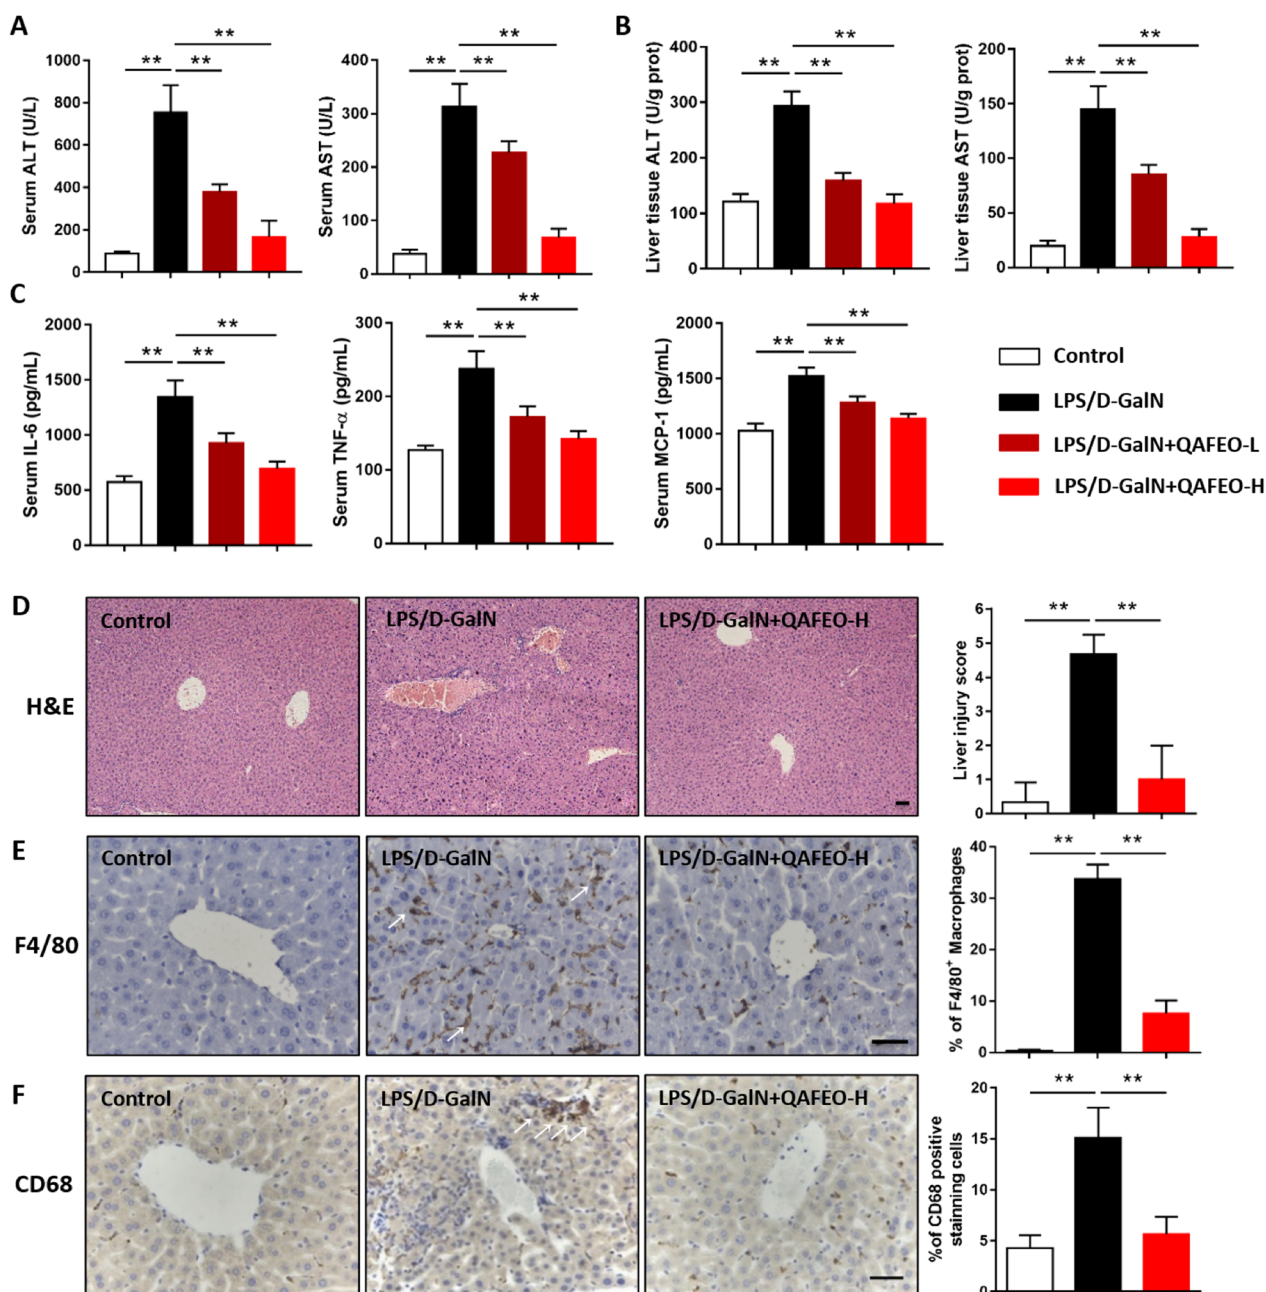 A
B
**
**
**
1000
800
600
400
200
0
Serum ALT (U/L)
**
**
**
400
300
200
100
0
Serum AST (U/L)
**
**
**
400
300
200
100
0
Liver tissue ALT (U/g prot)
**
**
**
200
150
100
50
0
Liver tissue AST (U/g prot)
C
**
**
**
2000
1500
1000
500
0
Serum IL-6 (pg/mL)
**
**
**
300
200
100
0
Serum TNF-α (pg/mL)
**
**
**
2000
1500
1000
500
0
Serum MCP-1 (pg/mL)
Control
LPS/D-GalN
LPS/D-GalN+QAFEO-L
LPS/D-GalN+QAFEO-H
D
H&E
Control
LPS/D-GalN
LPS/D-GalN+QAFEO-H
**
**
6
5
4
3
2
1
0
Liver injury score
E
F4/80
Control
LPS/D-GalN
LPS/D-GalN+QAFEO-H
**
**
40
30
20
10
0
% of F4/80+ Macrophages
F
CD68
Control
LPS/D-GalN
LPS/D-GalN+QAFEO-H
**
**
20
15
10
5
0
%of CD68 positive
stainning cells